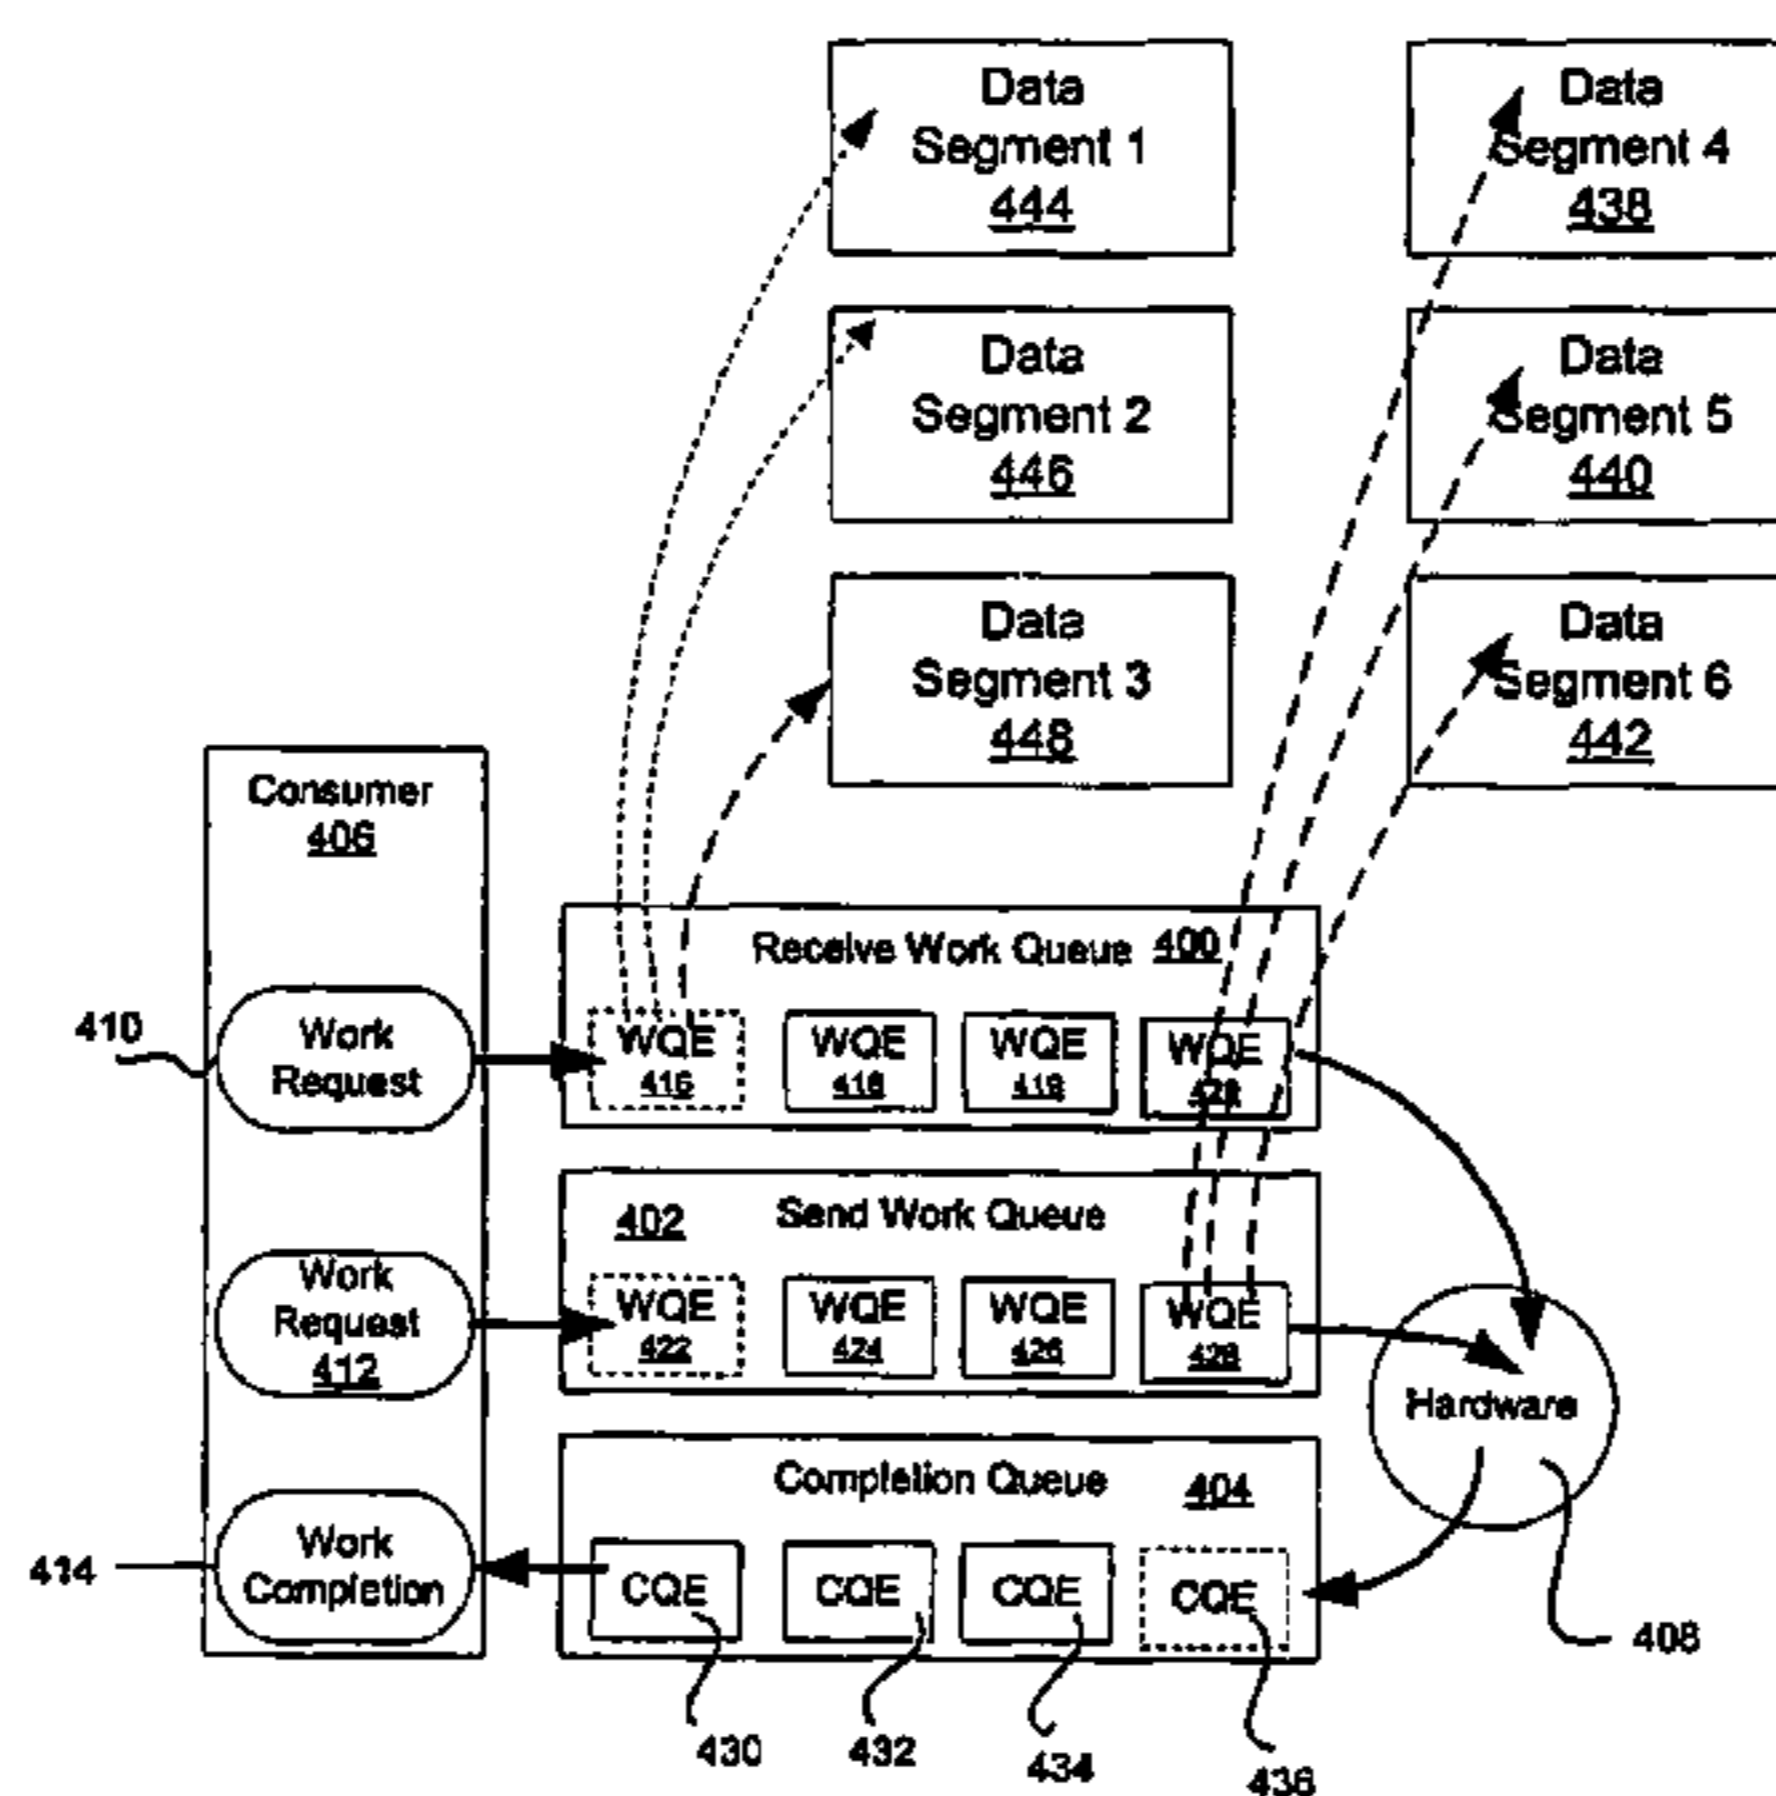 Data
Segment 1
444
Data
Segment 4
438
Data
Segment 2
446
Data
Segment 5
440
Data
Segment 3
448
Data
Segment 6
442
Consumer
406
410
Work
Request
Receive Work Queue 400
WQE
416
WQE
WQE
WQE
Work
Request
412
402 Send Work Queue
WQE
422
WQE
424
WQE
426
WQE
428
Hardware
408
Completion Queue 404
414
Work
Completion
CQE
CQE
CQE
CQE
430
432
434
436